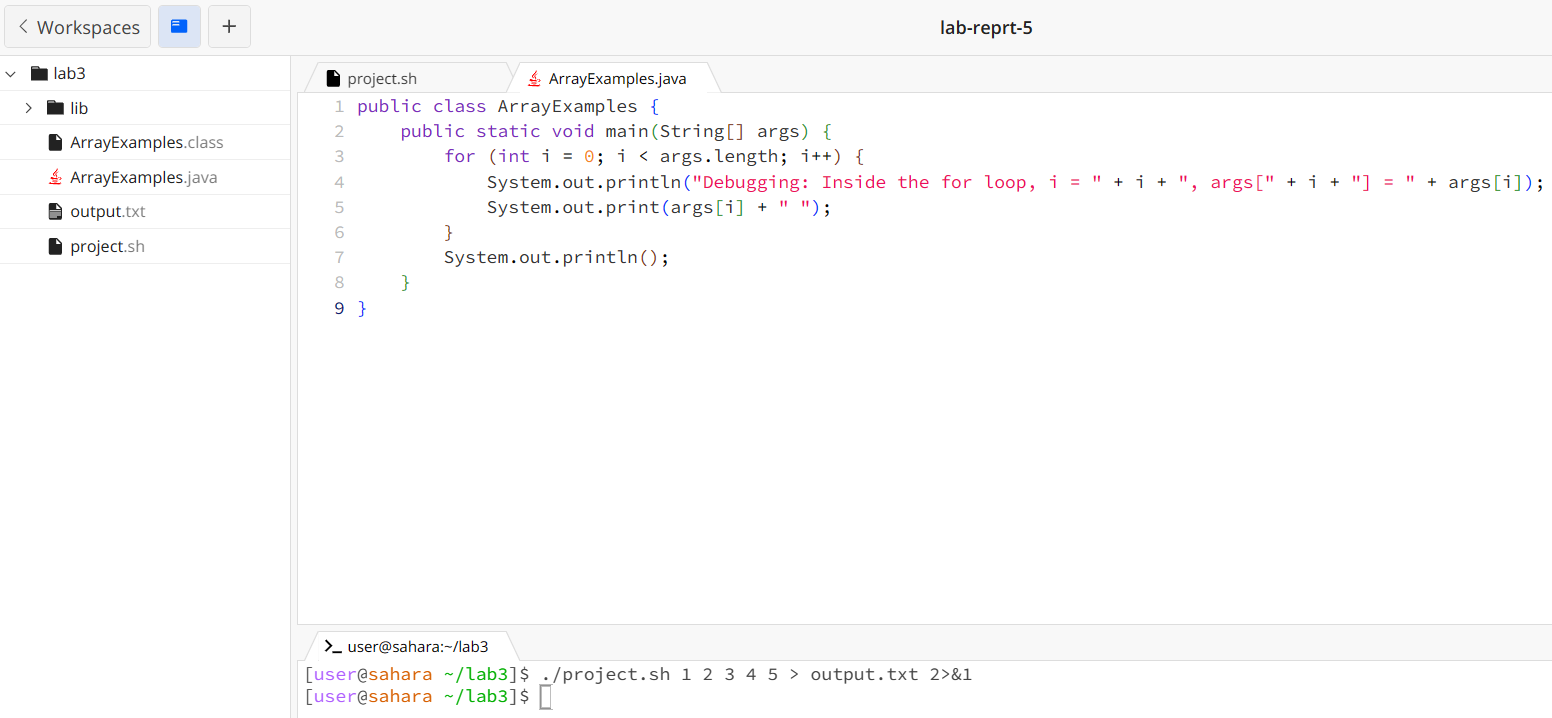 Workspaces
+
lab-reprt-5
lab3
lib
ArrayExamples.class
ArrayExamples.java
output.txt
project.sh
project.sh
ArrayExamples.java
1 public class ArrayExamples {
2     public static void main(String[] args) {
3         for (int i = 0; i < args.length; i++) {
4             System.out.println("Debugging: Inside the for loop, i = " + i + ", args[" + i + "] = " + args[i]);
5             System.out.print(args[i] + " ");
6         }
7         System.out.println();
8     }
9 }
>_ user@sahara:~/lab3
[user@sahara ~/lab3]$ ./project.sh 1 2 3 4 5 > output.txt 2>&1
[user@sahara ~/lab3]$